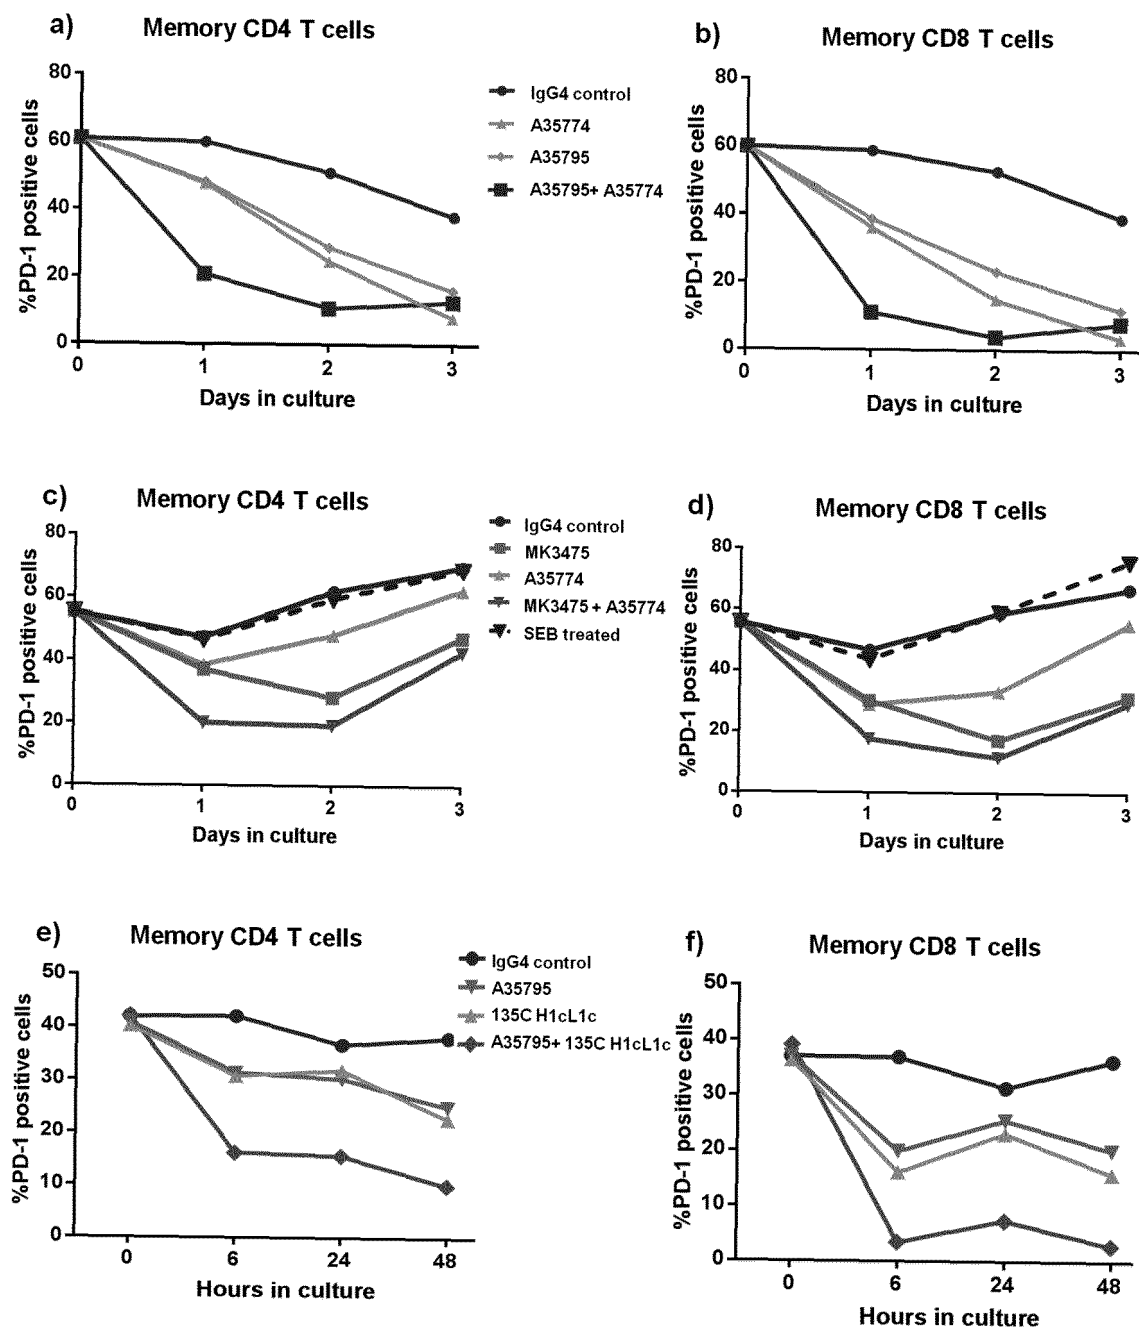 a) Memory CD4 T cells
%PD-1 positive cells
80
60
40
20
0
0 1 2 3
Days in culture
IgG4 control
A35774
A35795
A35795+ A35774
b) Memory CD8 T cells
%PD-1 positive cells
80
60
40
20
0
0 1 2 3
Days in culture
c) Memory CD4 T cells
%PD-1 positive cells
80
60
40
20
0
0 1 2 3
Days in culture
IgG4 control
MK3475
A35774
MK3475 + A35774
SEB treated
d) Memory CD8 T cells
%PD-1 positive cells
80
60
40
20
0
0 1 2 3
Days in culture
e) Memory CD4 T cells
%PD-1 positive cells
50
40
30
20
10
0
0 6 24 48
Hours in culture
IgG4 control
A35795
135C H1cL1c
A35795+ 135C H1cL1c
f) Memory CD8 T cells
%PD-1 positive cells
50
40
30
20
10
0
0 6 24 48
Hours in culture